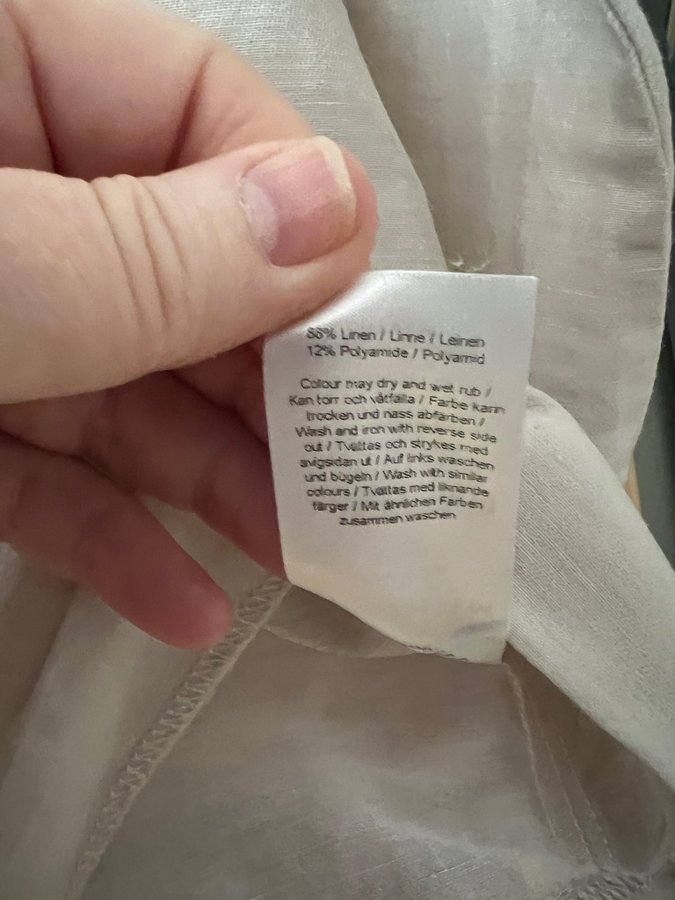 88% Linen / Linne / Leinen
12% Polyamide / Polyamid
Colour may dry and wet rub /
Kan torr och våtfälla / Farbe kann
trocken und nass abfärben /
Wash and iron with reverse side
out / Tvättas och strykes med
avigsidan ut / Auf links waschen
und bügeln / Wash with similar
colours / Tvättas med liknande
färger / Mit ähnlichen Farben
zusammen waschen